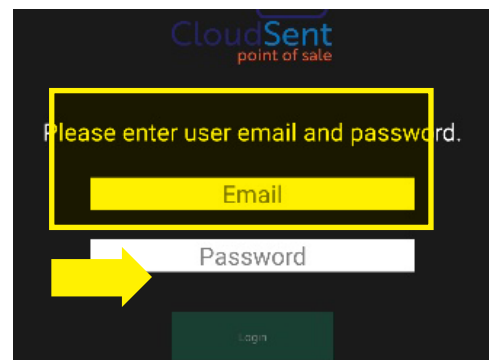 CloudSent
point of sale
Please enter user email and password.
Email
Password
Login